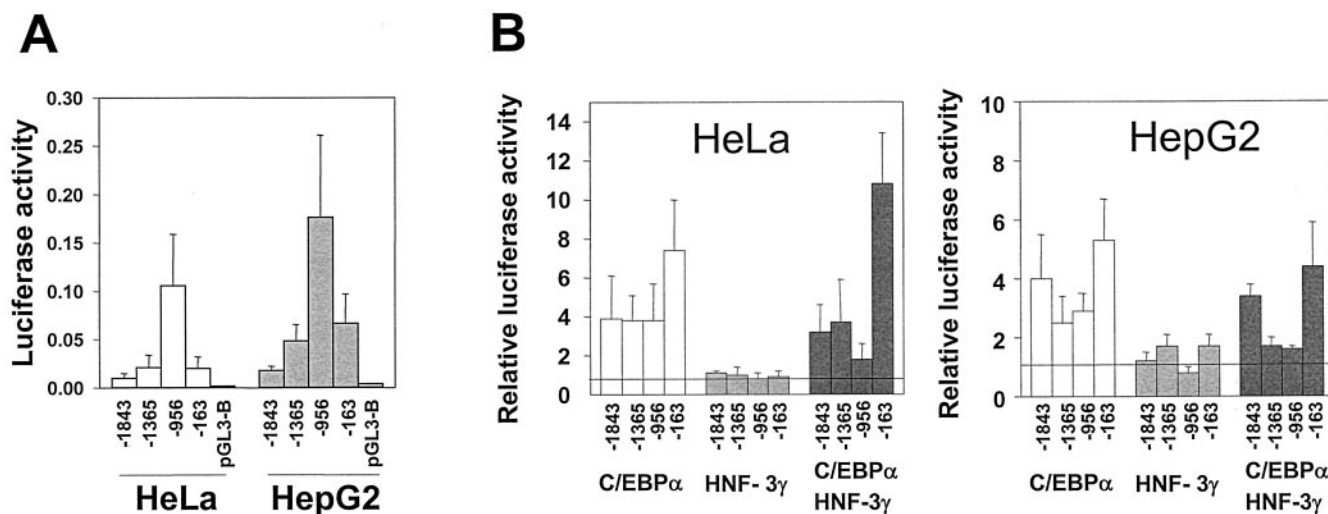 A
Luciferase activity
0.30
0.25
0.20
0.15
0.10
0.05
0.00
-1843
-1365
-956
-163
pGL3-B
-1843
-1365
-956
-163
pGL3-B
HeLa
HepG2
B
Relative luciferase activity
14
12
10
8
6
4
2
0
HeLa
-1843
-1365
-956
-163
-1843
-1365
-956
-163
-1843
-1365
-956
-163
C/EBPα
HNF- 3γ
C/EBPα
HNF-3γ
Relative luciferase activity
10
8
6
4
2
0
HepG2
-1843
-1365
-956
-163
-1843
-1365
-956
-163
-1843
-1365
-956
-163
C/EBPα
HNF- 3γ
C/EBPα
HNF-3γ